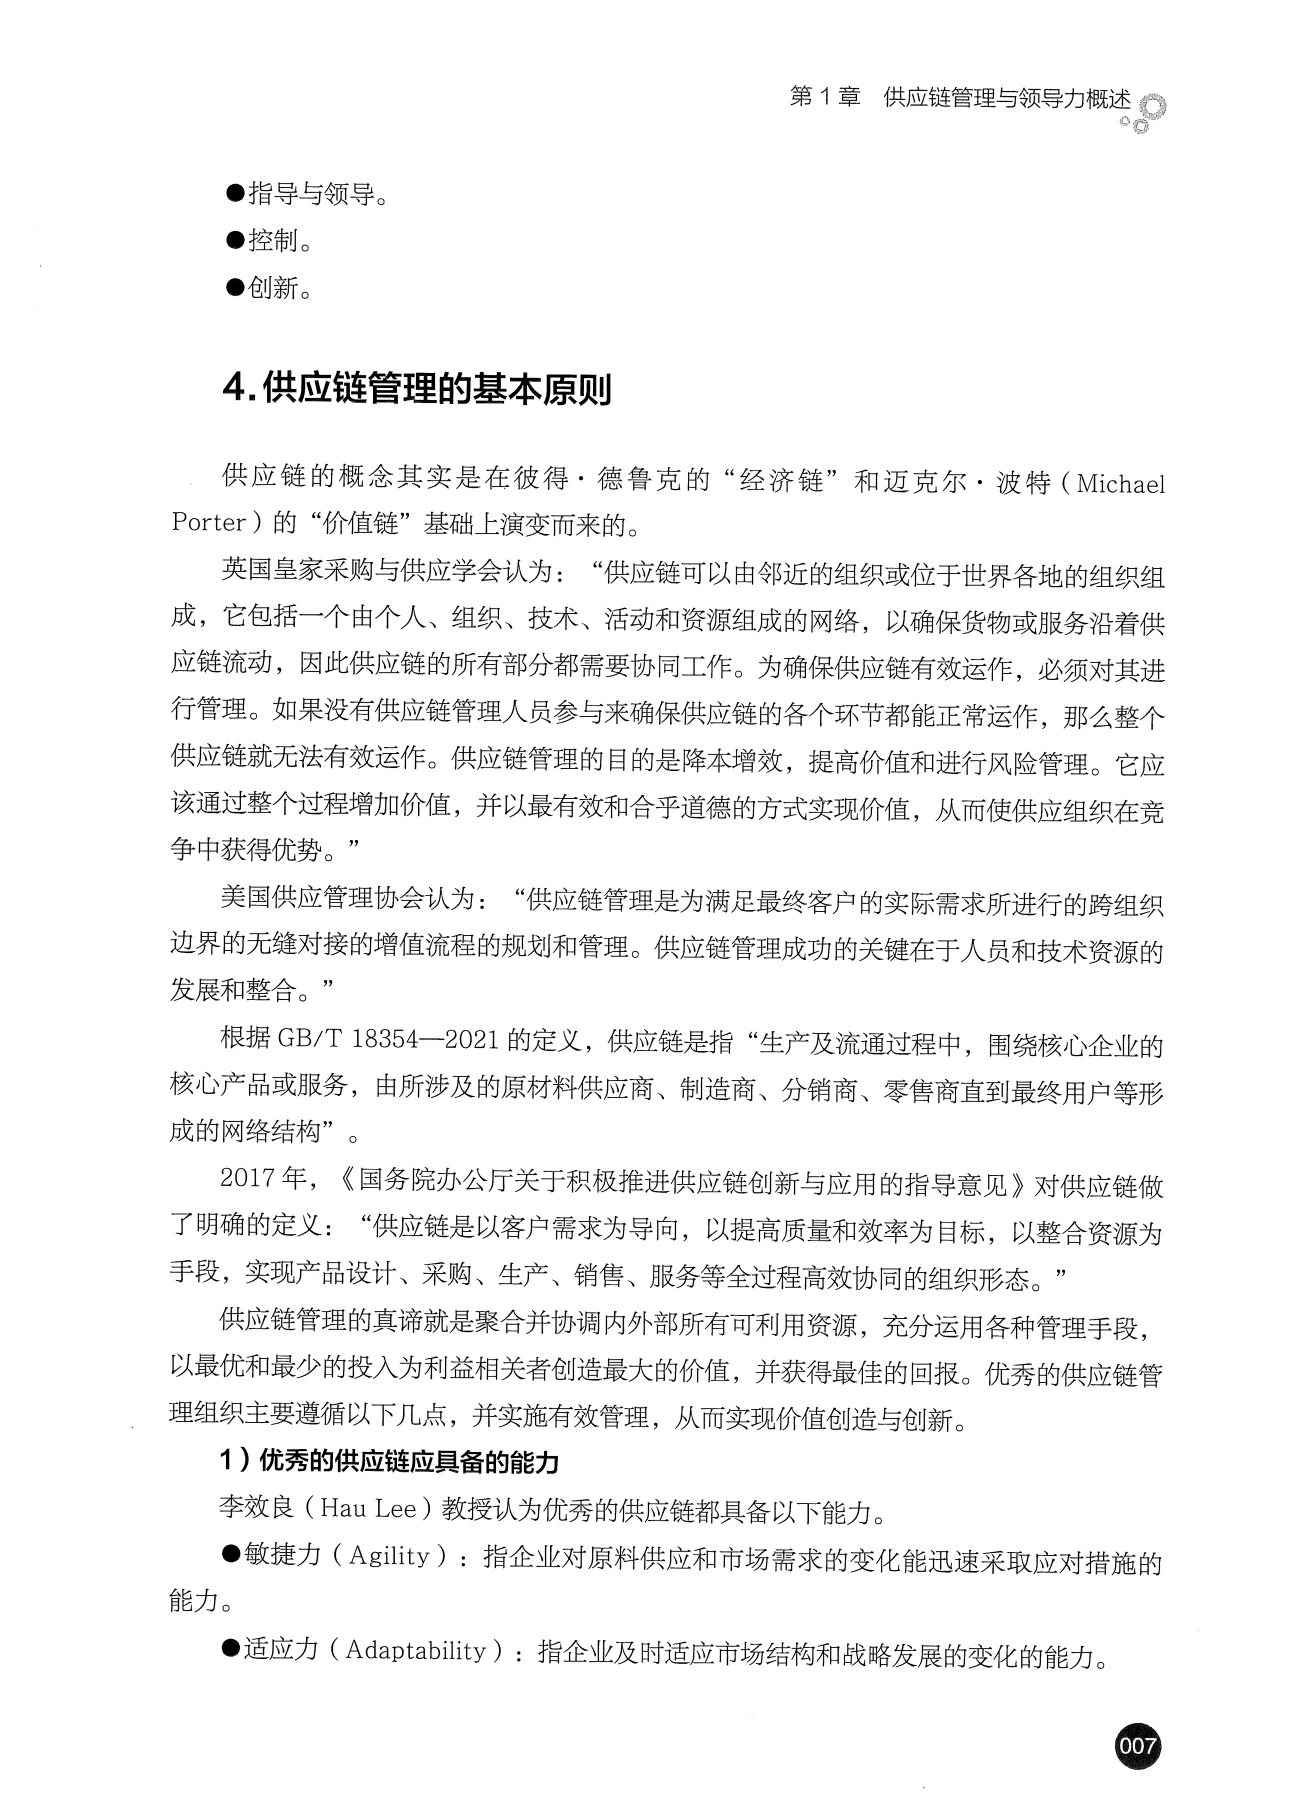 第 1 章　供应链管理与领导力概述
●指导与领导。
●控制。
●创新。
4.供应链管理的基本原则
供应链的概念其实是在彼得·德鲁克的“经济链”和迈克尔·波特（Michael
Porter）的“价值链”基础上演变而来的。
英国皇家采购与供应学会认为：“供应链可以由邻近的组织或位于世界各地的组织组
成，它包括一个由个人、组织、技术、活动和资源组成的网络，以确保货物或服务沿着供
应链流动，因此供应链的所有部分都需要协同工作。为确保供应链有效运作，必须对其进
行管理。如果没有供应链管理人员参与来确保供应链的各个环节都能正常运作，那么整个
供应链就无法有效运作。供应链管理的目的是降本增效，提高价值和进行风险管理。它应
该通过整个过程增加价值，并以最有效和合乎道德的方式实现价值，从而使供应组织在竞
争中获得优势。”
美国供应管理协会认为：“供应链管理是为满足最终客户的实际需求所进行的跨组织
边界的无缝对接的增值流程的规划和管理。供应链管理成功的关键在于人员和技术资源的
发展和整合。”
根据 GB/T 18354—2021 的定义，供应链是指“生产及流通过程中，围绕核心企业的
核心产品或服务，由所涉及的原材料供应商、制造商、分销商、零售商直到最终用户等形
成的网络结构”。
2017 年，《国务院办公厅关于积极推进供应链创新与应用的指导意见》对供应链做
了明确的定义：“供应链是以客户需求为导向，以提高质量和效率为目标，以整合资源为
手段，实现产品设计、采购、生产、销售、服务等全过程高效协同的组织形态。”
供应链管理的真谛就是聚合并协调内外部所有可利用资源，充分运用各种管理手段，
以最优和最少的投入为利益相关者创造最大的价值，并获得最佳的回报。优秀的供应链管
理组织主要遵循以下几点，并实施有效管理，从而实现价值创造与创新。
1）优秀的供应链应具备的能力
李效良（Hau Lee）教授认为优秀的供应链都具备以下能力。
●敏捷力（Agility）：指企业对原料供应和市场需求的变化能迅速采取应对措施的
能力。
●适应力（Adaptability）：指企业及时适应市场结构和战略发展的变化的能力。
007